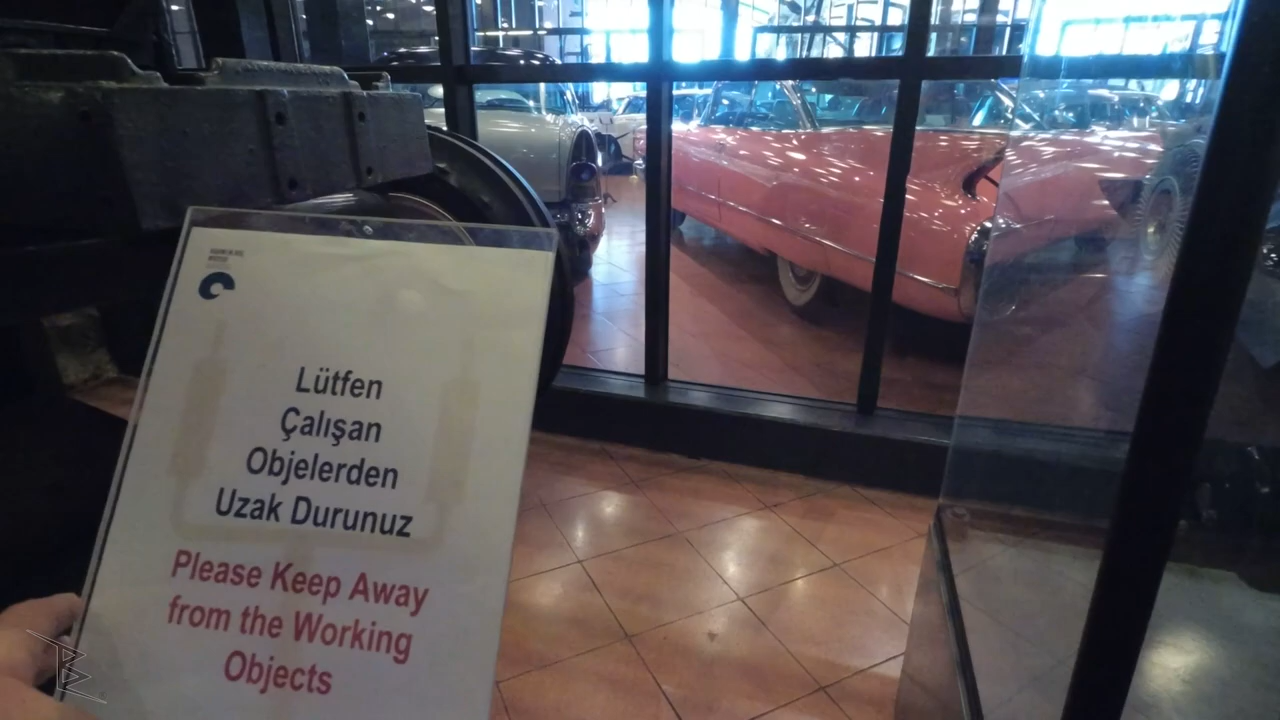 Lütfen
Çalışan
Objelerden
Uzak Durunuz
Please Keep Away
from the Working
Objects